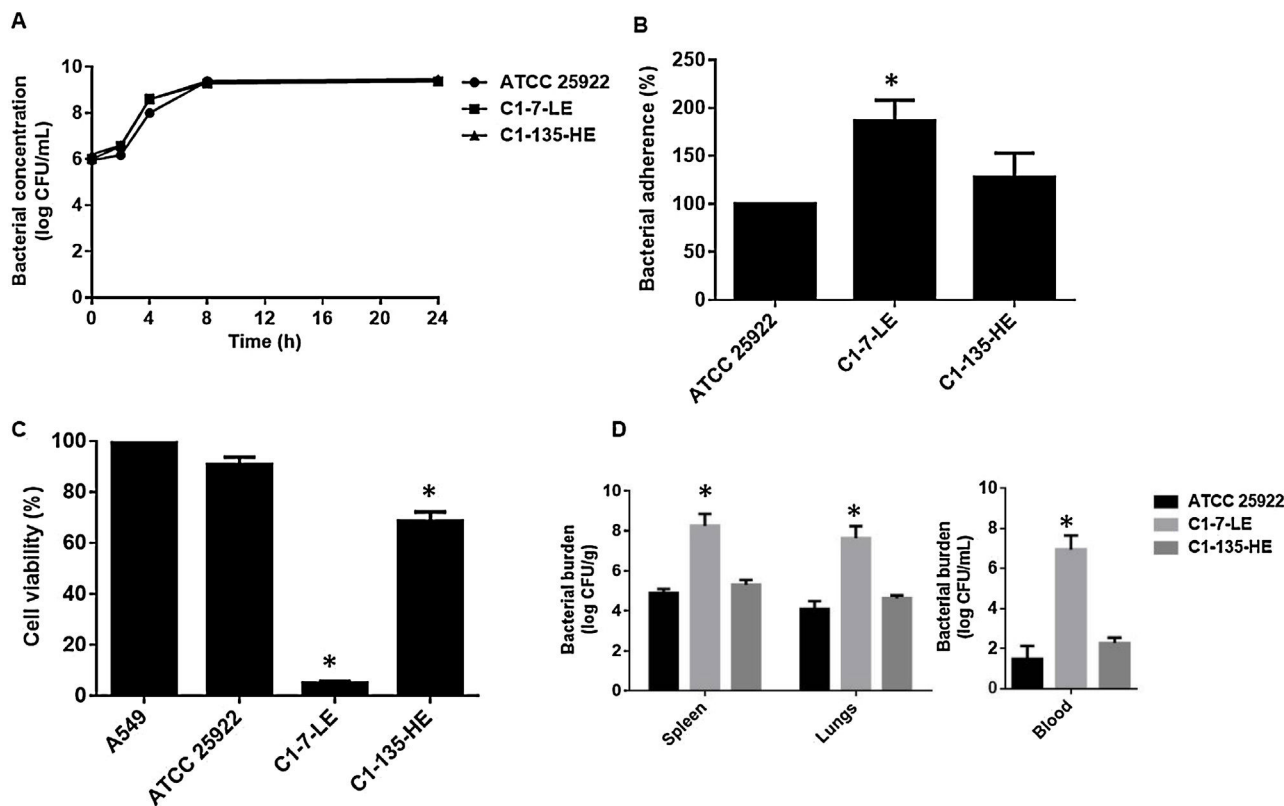 A
Bacterial concentration
(log CFU/mL)
10
8
6
4
2
0
0 4 8 12 16 20 24
Time (h)
ATCC 25922
C1-7-LE
C1-135-HE
B
Bacterial adherence (%)
250
200
150
100
50
0
*
ATCC 25922
C1-7-LE
C1-135-HE
C
Cell viability (%)
100
80
60
40
20
0
*
*
A549
ATCC 25922
C1-7-LE
C1-135-HE
D
Bacterial burden
(log CFU/g)
10
8
6
4
2
0
*
*
Spleen
Lungs
Bacterial burden
(log CFU/mL)
10
8
6
4
2
0
*
Blood
ATCC 25922
C1-7-LE
C1-135-HE